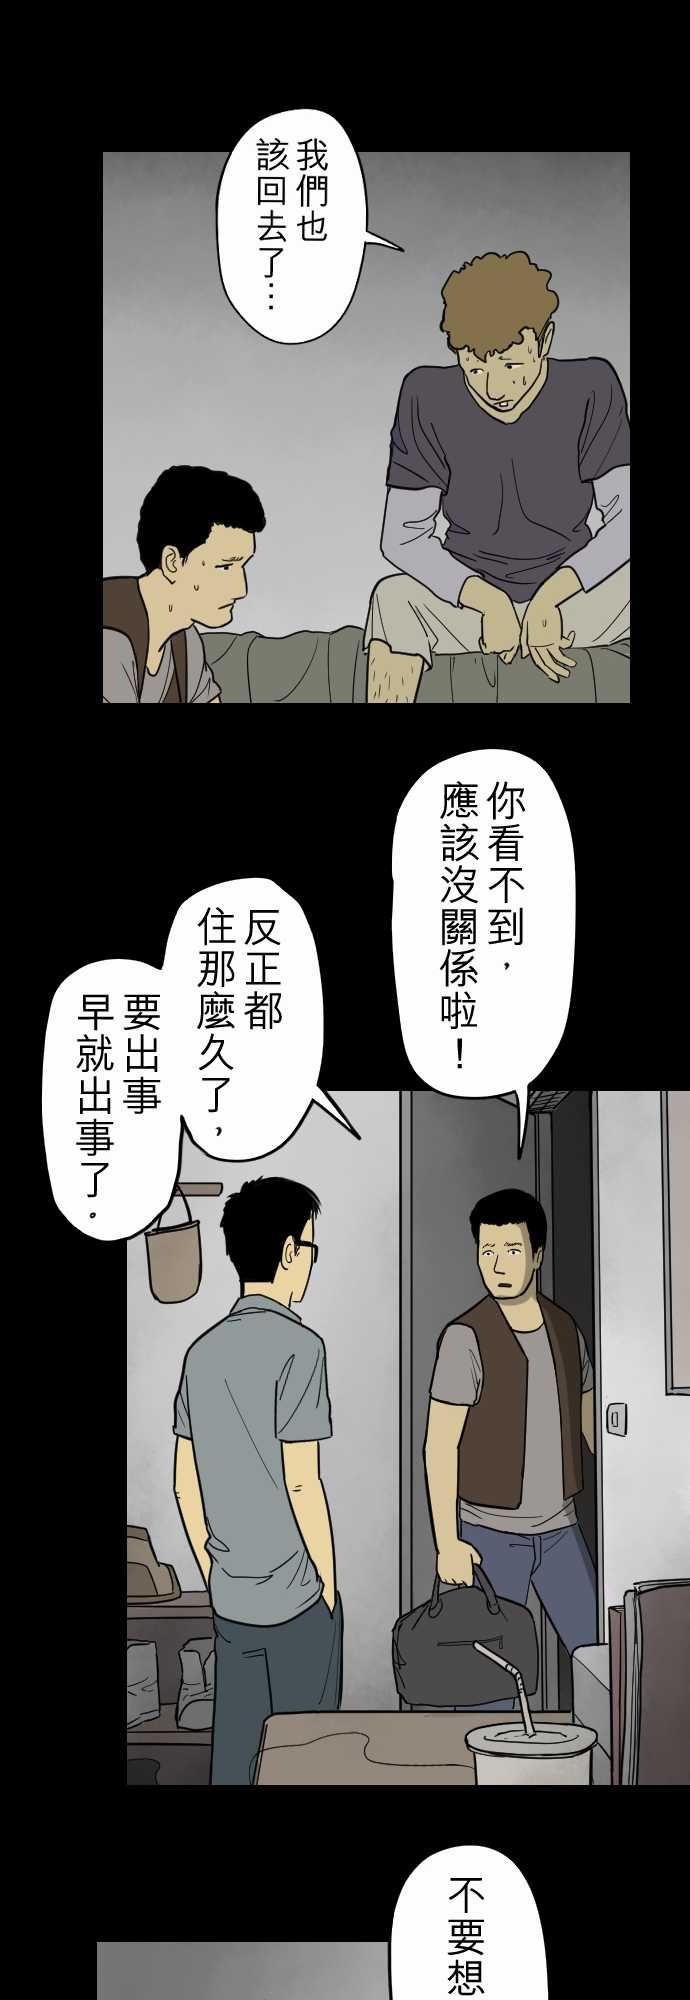 我們也
該回去了…
你看不到，
應該沒關係啦！
反正都
住那麼久了，
要出事
早就出事了．
不要想